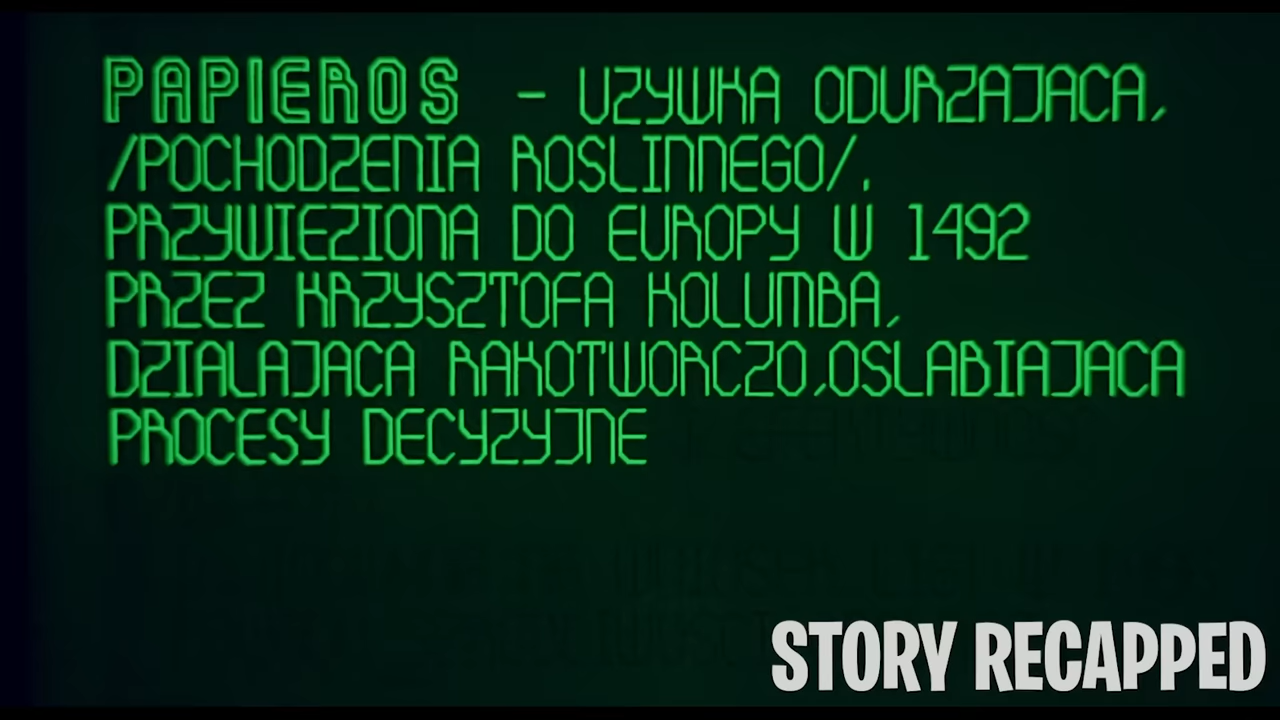 PAPIEROS - UZYWKA ODURZAJACA,
/POCHODZENIA ROSLINNEGO/.
PRZYWIEZIONA DO EUROPY W 1492
PRZEZ KRZYSZTOFA KOLUMBA,
DZIALAJACA RAKOTWORCZO,OSLABIAJACA
PROCESY DECYZYJNE
STORY RECAPPED